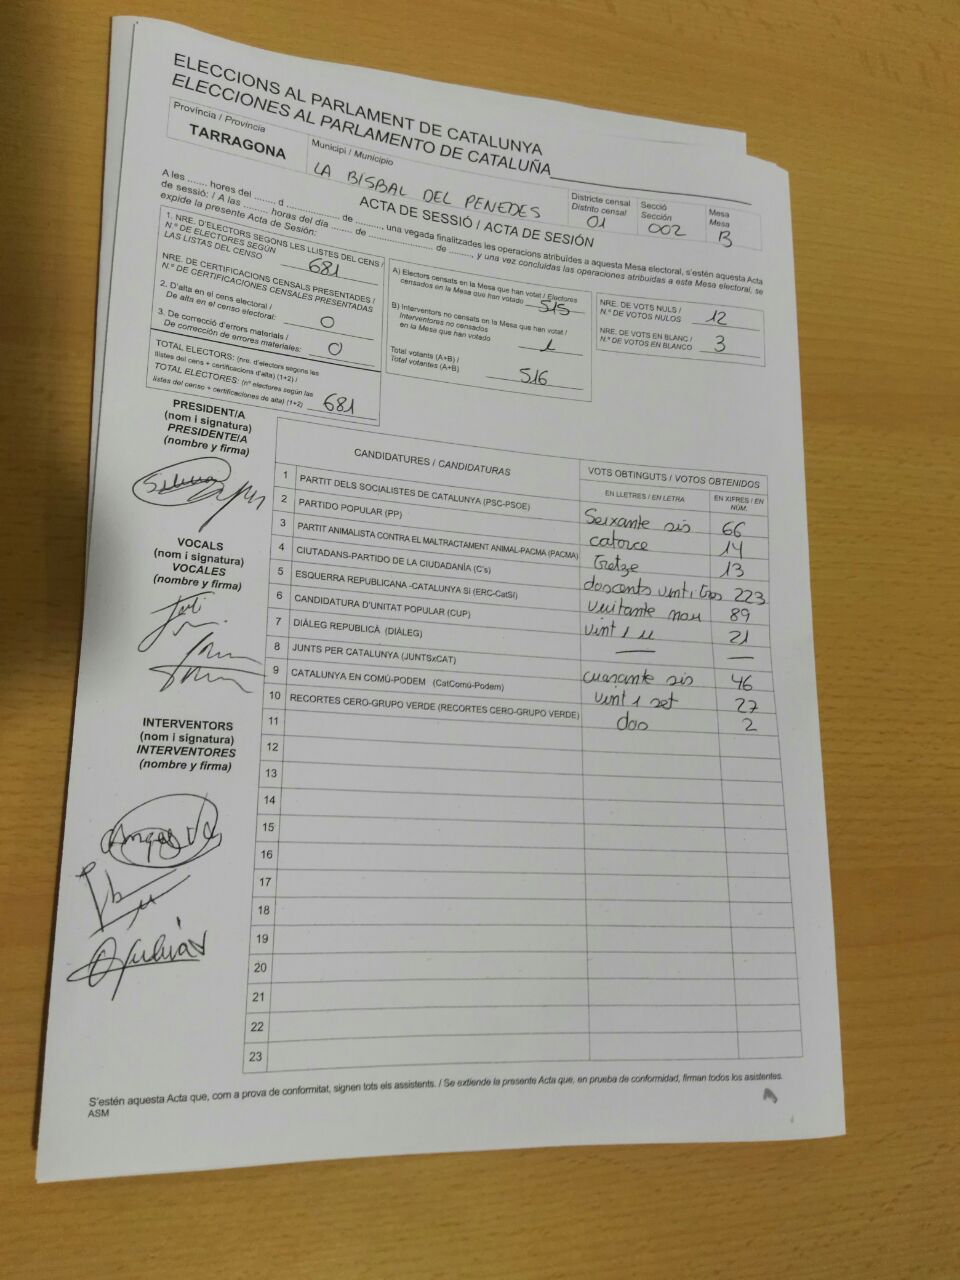 ELECCIONS AL PARLAMENT DE CATALUNYA
ELECCIONES AL PARLAMENTO DE CATALUÑA
Província / Provincia
TARRAGONA
Municipi / Municipio
LA BISBAL DEL PENEDES
Districte censal
Distrito censal
01
Secció
Sección
002
Mesa
Mesa
B
ACTA DE SESSIÓ / ACTA DE SESIÓN
A les ....... hores del ....... d ................ de ........, una vegada finalitzades les operacions atribuïdes a aquesta Mesa electoral, s'estén aquesta Acta
de sessió: / A las ........ horas del día ....... de ................... de ........, y una vez concluidas las operaciones atribuidas a esta Mesa electoral, se
expide la presente Acta de Sesión:
1. NRE. D'ELECTORS SEGONS LES LLISTES DEL CENS /
N.º DE ELECTORES SEGÚN
LAS LISTAS DEL CENSO 681
NRE. DE CERTIFICACIONS CENSALS PRESENTADES /
N.º DE CERTIFICACIONES CENSALES PRESENTADAS
2. D'alta en el cens electoral /
De alta en el censo electoral: 0
3. De correcció d'errors materials /
De corrección de errores materiales: 0
TOTAL ELECTORS: (nre. d'electors segons les
llistes del cens + certificacions d'alta) (1+2) /
TOTAL ELECTORES: (nº electores según las
listas del censo + certificaciones de alta) (1+2) 681
A) Electors censats en la Mesa que han votat / Electores
censados en la Mesa que han votado 515
B) Interventors no censats en la Mesa que han votat /
Interventores no censados
en la Mesa que han votado 1
Total votants (A+B) /
Total votantes (A+B) 516
NRE. DE VOTS NULS /
N.º DE VOTOS NULOS 12
NRE. DE VOTS EN BLANC /
N.º DE VOTOS EN BLANCO 3
PRESIDENT/A
(nom i signatura)
PRESIDENTE/A
(nombre y firma)
VOCALS
(nom i signatura)
VOCALES
(nombre y firma)
INTERVENTORS
(nom i signatura)
INTERVENTORES
(nombre y firma)
CANDIDATURES / CANDIDATURAS
VOTS OBTINGUTS / VOTOS OBTENIDOS
EN LLETRES / EN LETRA
EN XIFRES / EN NÚM.
1 PARTIT DELS SOCIALISTES DE CATALUNYA (PSC-PSOE) Seixante sis 66
2 PARTIDO POPULAR (PP) catorce 14
3 PARTIT ANIMALISTA CONTRA EL MALTRACTAMENT ANIMAL-PACMA (PACMA) tretze 13
4 CIUTADANS-PARTIDO DE LA CIUDADANÍA (C's) doscents vint i tres 223
5 ESQUERRA REPUBLICANA -CATALUNYA SÍ (ERC-CatSí) vuitante nou 89
6 CANDIDATURA D'UNITAT POPULAR (CUP) vint i u 21
7 DIÀLEG REPUBLICÀ (DIÀLEG) — —
8 JUNTS PER CATALUNYA (JUNTSxCAT) cuarante sis 46
9 CATALUNYA EN COMÚ-PODEM (CatComú-Podem) vint i set 27
10 RECORTES CERO-GRUPO VERDE (RECORTES CERO-GRUPO VERDE) dos 2
11
12
13
14
15
16
17
18
19
20
21
22
23
S'estén aquesta Acta que, com a prova de conformitat, signen tots els assistents. / Se extiende la presente Acta que, en prueba de conformidad, firman todos los asistentes.
ASM